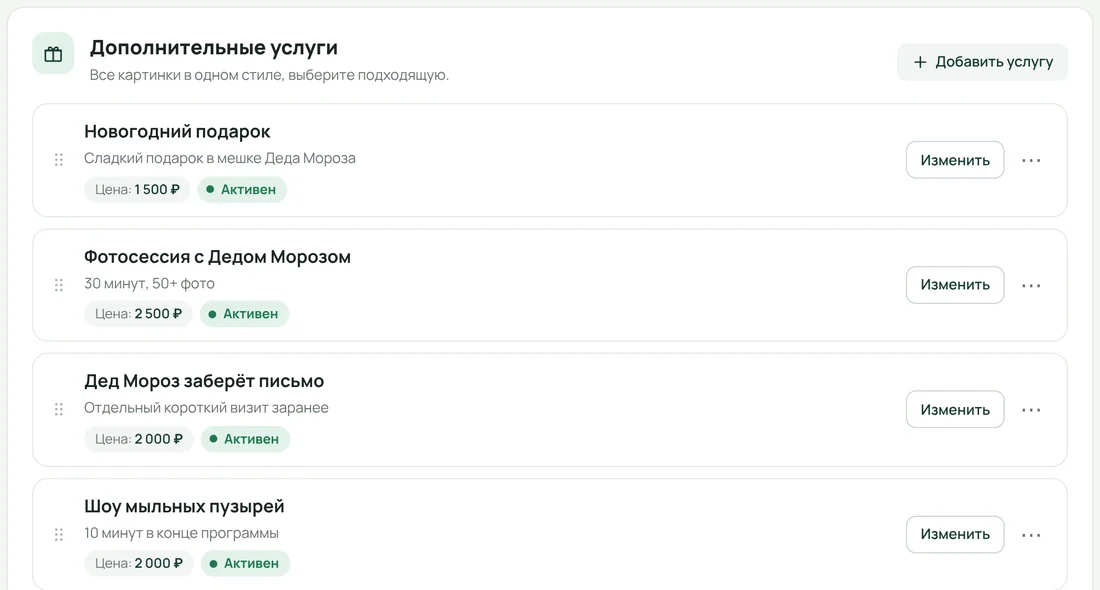 Дополнительные услуги
Все картинки в одном стиле, выберите подходящую.
+ Добавить услугу
Новогодний подарок
Сладкий подарок в мешке Деда Мороза
Цена: 1 500 ₽
Активен
Изменить
Фотосессия с Дедом Морозом
30 минут, 50+ фото
Цена: 2 500 ₽
Активен
Изменить
Дед Мороз заберёт письмо
Отдельный короткий визит заранее
Цена: 2 000 ₽
Активен
Изменить
Шоу мыльных пузырей
10 минут в конце программы
Цена: 2 000 ₽
Активен
Изменить